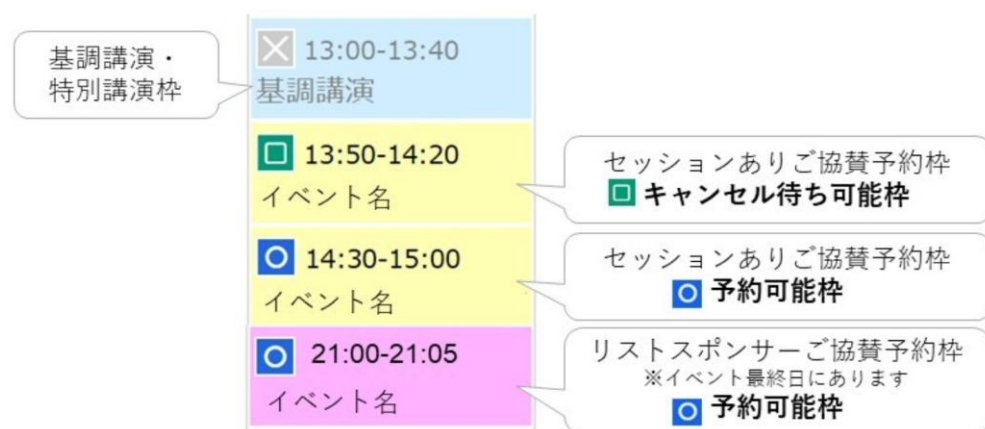 基調講演・
特別講演枠
13:00-13:40
基調講演
13:50-14:20
イベント名
セッションありご協賛予約枠
キャンセル待ち可能枠
14:30-15:00
イベント名
セッションありご協賛予約枠
予約可能枠
21:00-21:05
イベント名
リストスポンサーご協賛予約枠
※イベント最終日にあります
予約可能枠